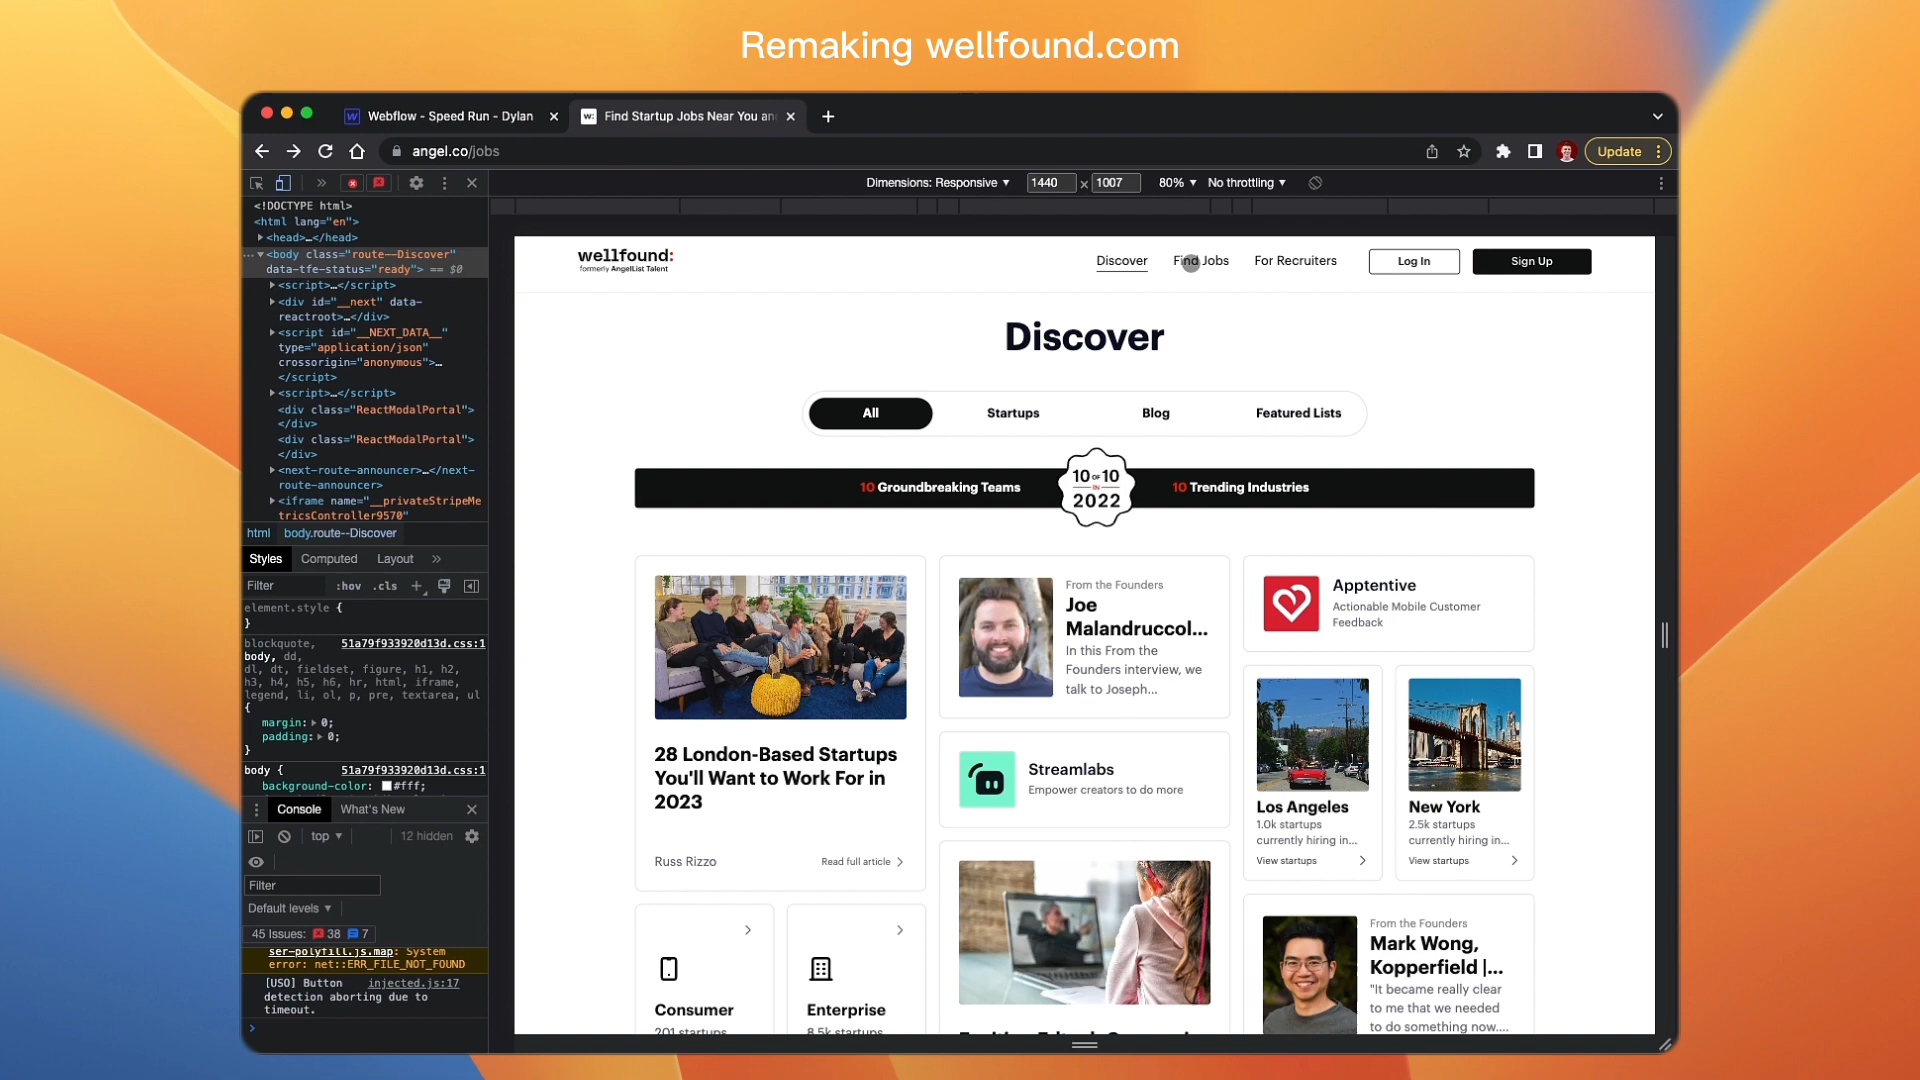 Remaking wellfound.com
Webflow - Speed Run - Dylan
Find Startup Jobs Near You an
angel.co/jobs
Update
Dimensions: Responsive
1440 × 1007
80%
No throttling
<!DOCTYPE html>
<html lang="en">
<head>…</head>
<body class="route--Discover"
data-tfe-status="ready"> == $0
<script>…</script>
<div id="__next" data-
reactroot>…</div>
<script id="__NEXT_DATA__"
type="application/json"
crossorigin="anonymous">…
</script>
<script>…</script>
<div class="ReactModalPortal">
</div>
<div class="ReactModalPortal">
</div>
<next-route-announcer>…</next-
route-announcer>
<iframe name="__privateStripeMe
tricsController9570"
html body.route--Discover
Styles Computed Layout
Filter :hov .cls
element.style {
}
blockquote, 51a79f933920d13d.css:1
body, dd,
dl, dt, fieldset, figure, h1, h2,
h3, h4, h5, h6, hr, html, iframe,
legend, li, ol, p, pre, textarea, ul
{
margin: 0;
padding: 0;
}
body { 51a79f933920d13d.css:1
background-color: #fff;
Console What's New
top
12 hidden
Filter
Default levels
45 Issues: 38 7
ser-polyfill.js.map: System
error: net::ERR_FILE_NOT_FOUND
[USO] Button injected.js:17
detection aborting due to
timeout.
wellfound:
formerly AngelList Talent
Discover
Find Jobs
For Recruiters
Log In
Sign Up
Discover
All
Startups
Blog
Featured Lists
10 Groundbreaking Teams
10 OF 10
IN
2022
10 Trending Industries
28 London-Based Startups
You'll Want to Work For in
2023
Russ Rizzo
Read full article
Consumer
201 startups
Enterprise
8.5k startups
From the Founders
Joe
Malandruccol...
In this From the
Founders interview, we
talk to Joseph...
Streamlabs
Empower creators to do more
Apptentive
Actionable Mobile Customer
Feedback
Los Angeles
1.0k startups
currently hiring in...
View startups
New York
2.5k startups
currently hiring in...
View startups
From the Founders
Mark Wong,
Kopperfield |...
"It became really clear
to me that we needed
to do something now....